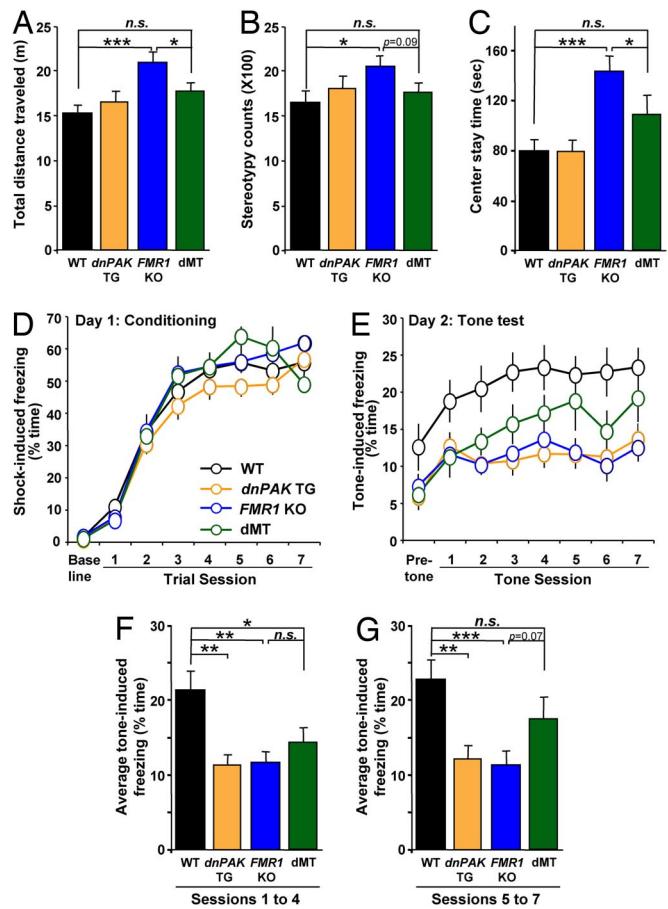 A
n.s.
***
*
Total distance traveled (m)
25
20
15
10
5
0
WT
dnPAK
TG
FMR1
KO
dMT
B
n.s.
*
p=0.09
Stereotypy counts (X100)
25
20
15
10
5
0
WT
dnPAK
TG
FMR1
KO
dMT
C
n.s.
***
*
Center stay time (sec)
160
120
80
40
0
WT
dnPAK
TG
FMR1
KO
dMT
D
Day 1: Conditioning
Shock-induced freezing
(% time)
70
60
50
40
30
20
10
0
WT
dnPAK TG
FMR1 KO
dMT
Base
line
1 2 3 4 5 6 7
Trial Session
E
Day 2: Tone test
Tone-induced freezing
(% time)
30
25
20
15
10
5
0
Pre-
tone
1 2 3 4 5 6 7
Tone Session
F
*
**
n.s.
**
Average tone-induced
freezing (% time)
30
20
10
0
WT
dnPAK
TG
FMR1
KO
dMT
Sessions 1 to 4
G
n.s.
***
p=0.07
**
Average tone-induced
freezing (% time)
30
20
10
0
WT
dnPAK
TG
FMR1
KO
dMT
Sessions 5 to 7